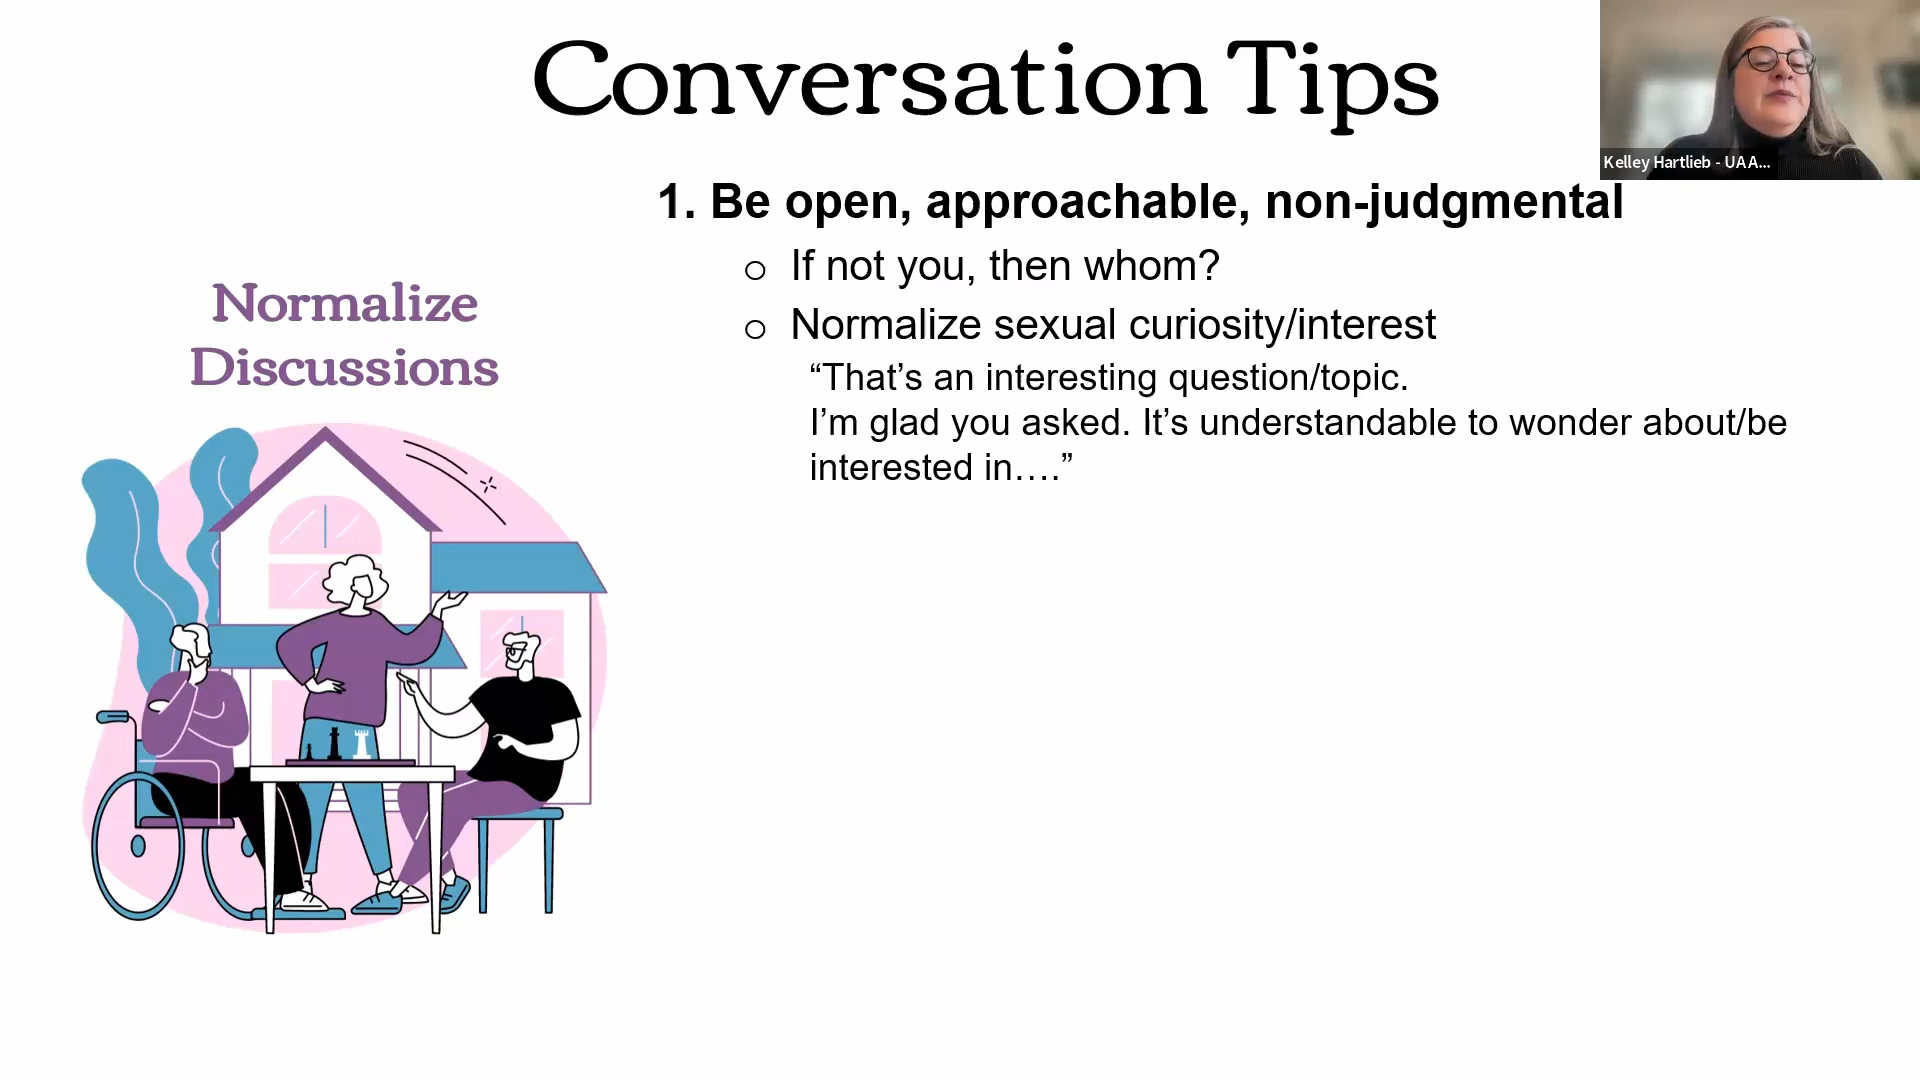 Conversation Tips
Kelley Hartlieb - UAA...
1. Be open, approachable, non-judgmental
o If not you, then whom?
o Normalize sexual curiosity/interest
“That’s an interesting question/topic.
I’m glad you asked. It’s understandable to wonder about/be
interested in….”
Normalize
Discussions